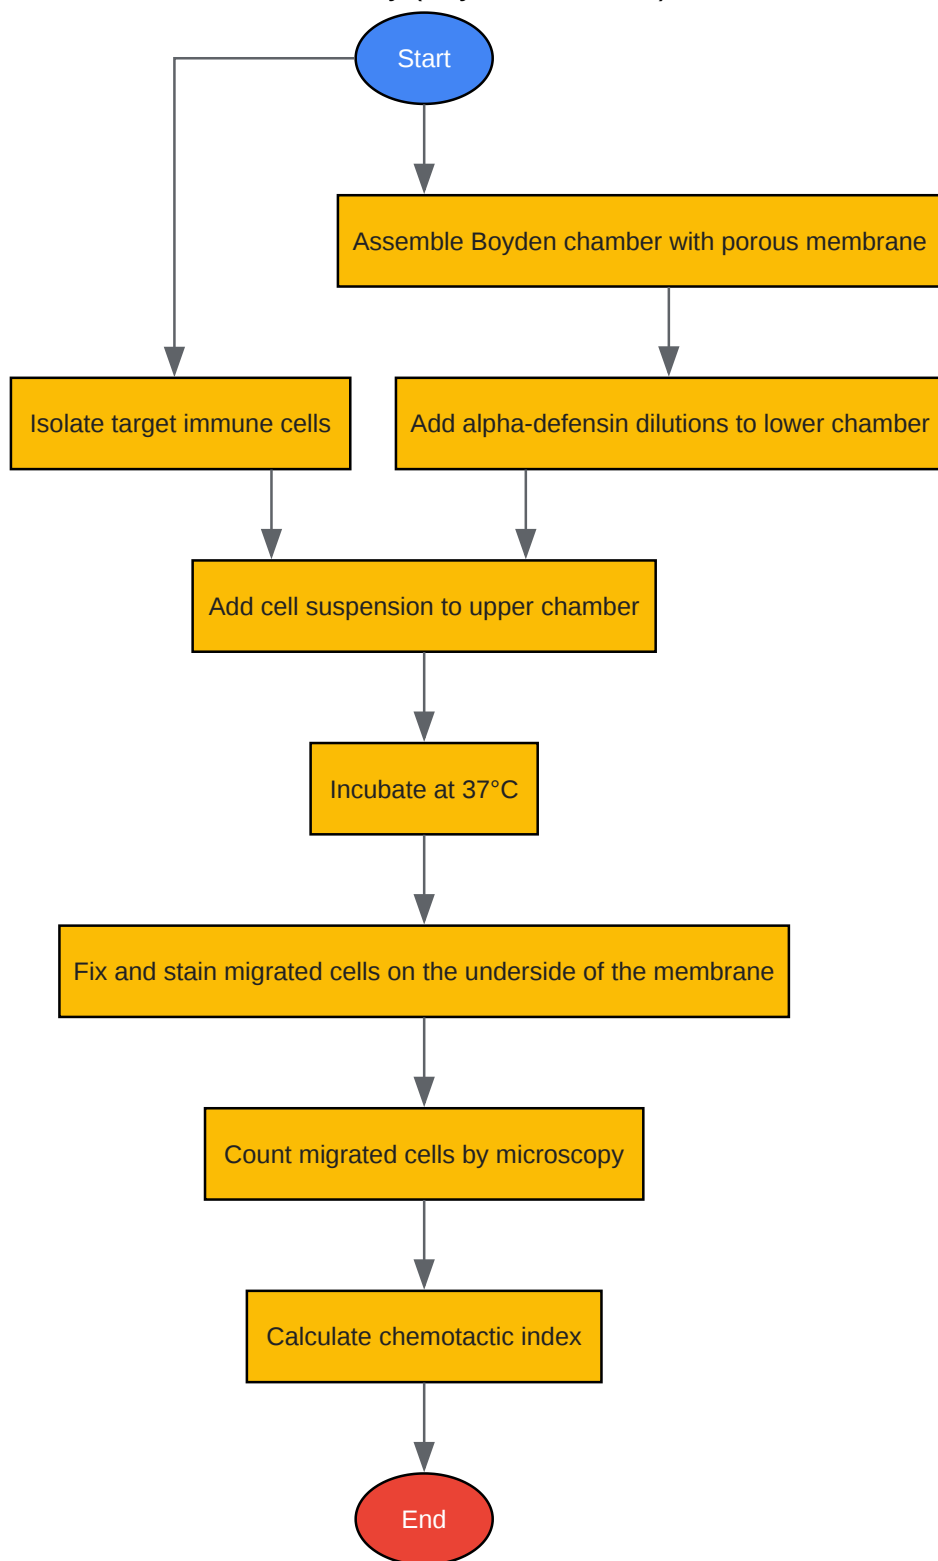 Start
Assemble Boyden chamber with porous membrane
Isolate target immune cells
Add alpha-defensin dilutions to lower chamber
Add cell suspension to upper chamber
Incubate at 37°C
Fix and stain migrated cells on the underside of the membrane
Count migrated cells by microscopy
Calculate chemotactic index
End